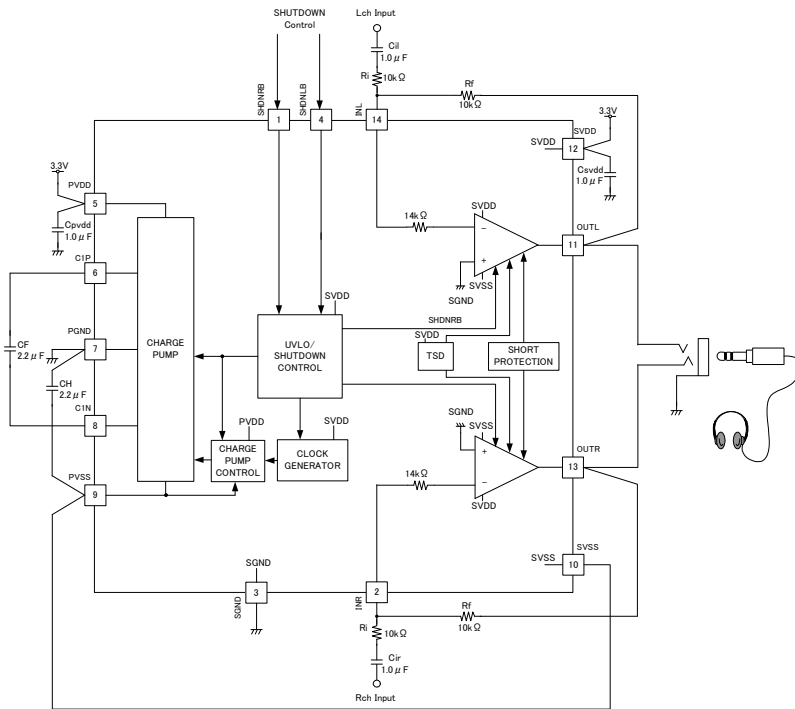 SHUTDOWN
Control
Lch Input
Cil
1.0μF
Ri
10kΩ
Rf
10kΩ
SHDNRB
SHDNLB
INL
1
4
14
3.3V
SVDD
SVDD
12
Csvdd
1.0μF
3.3V
PVDD
5
Cpvdd
1.0μF
C1P
6
14kΩ
SVDD
−
+
SVSS
SGND
OUTL
11
CF
2.2μF
PGND
7
CH
2.2μF
C1N
8
PVSS
9
CHARGE
PUMP
SVDD
UVLO/
SHUTDOWN
CONTROL
SHDNRB
SVDD
TSD
SHORT
PROTECTION
PVDD
CHARGE
PUMP
CONTROL
SVDD
CLOCK
GENERATOR
SGND
SVSS
+
−
SVDD
14kΩ
OUTR
13
SVSS
SVSS
10
SGND
SGND
3
INR
2
Ri
10kΩ
Rf
10kΩ
Cir
1.0μF
Rch Input